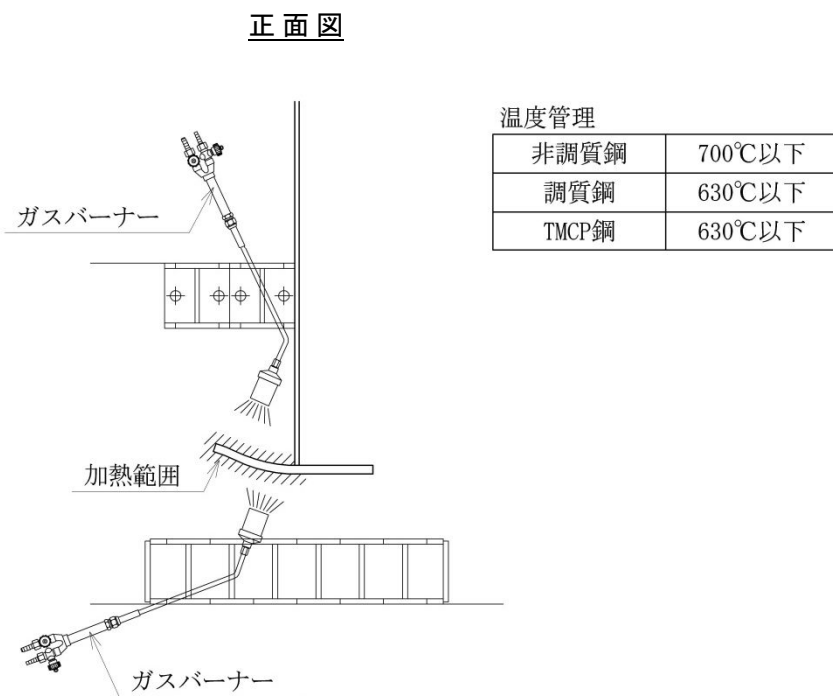 正面図
温度管理
非調質鋼 700℃以下
調質鋼 630℃以下
TMCP鋼 630℃以下
ガスバーナー
加熱範囲
ガスバーナー